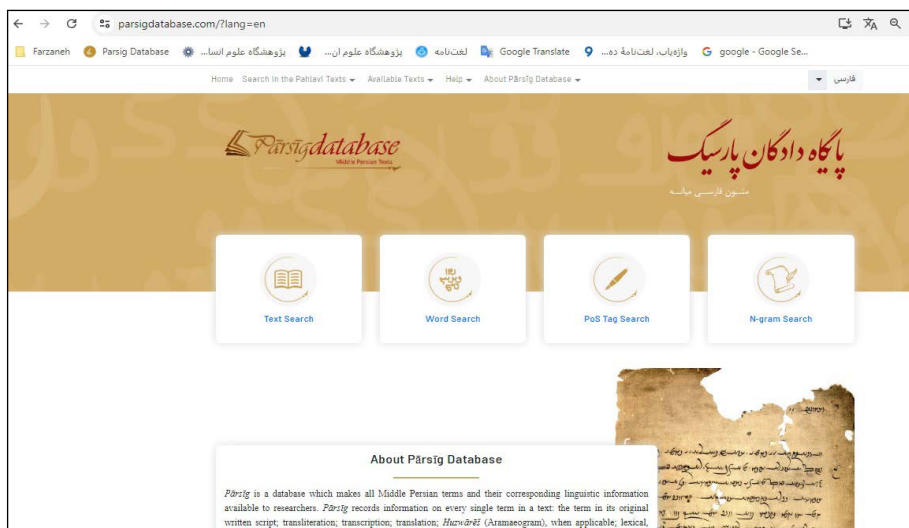 parsigdatabase.com/?lang=en
Farzaneh Parsig Database پژوهشگاه علوم انسا... پژوهشگاه علوم ان... لغت‌نامه Google Translate واژه‌یاب، لغت‌نامهٔ ده... google - Google Se...
Home Search in the Pahlavi Texts Available Texts Help About Pārsīg Database فارسی
Pārsīgdatabase
Middle Persian Texts
پایگاه دادگان پارسیگ
متون فارسی میانه
Text Search Word Search PoS Tag Search N-gram Search
About Pārsīg Database
Pārsīg is a database which makes all Middle Persian terms and their corresponding linguistic information
available to researchers. Pārsīg records information on every single term in a text: the term in its original
written script; transliteration; transcription; translation; Huzwārēš (Aramaeogram), when applicable; lexical,